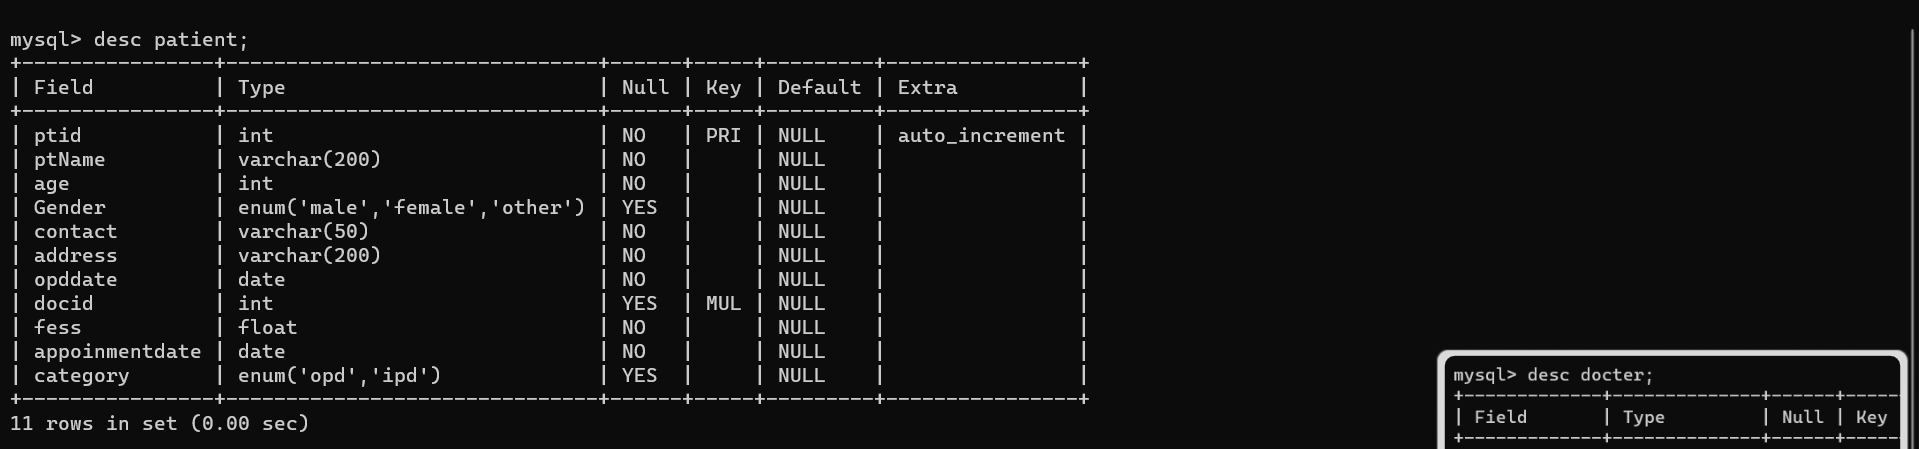 mysql> desc patient;
+----------------+-------------------------------+------+-----+---------+----------------+
| Field          | Type                          | Null | Key | Default | Extra          |
+----------------+-------------------------------+------+-----+---------+----------------+
| ptid           | int                           | NO   | PRI | NULL    | auto_increment |
| ptName         | varchar(200)                  | NO   |     | NULL    |                |
| age            | int                           | NO   |     | NULL    |                |
| Gender         | enum('male','female','other') | YES  |     | NULL    |                |
| contact        | varchar(50)                   | NO   |     | NULL    |                |
| address        | varchar(200)                  | NO   |     | NULL    |                |
| opddate        | date                          | NO   |     | NULL    |                |
| docid          | int                           | YES  | MUL | NULL    |                |
| fess           | float                         | NO   |     | NULL    |                |
| appoinmentdate | date                          | NO   |     | NULL    |                |
| category       | enum('opd','ipd')             | YES  |     | NULL    |                |
+----------------+-------------------------------+------+-----+---------+----------------+
11 rows in set (0.00 sec)
mysql> desc docter;
+-------------+--------------+------+-----
| Field       | Type         | Null | Key
+-------------+--------------+------+-----